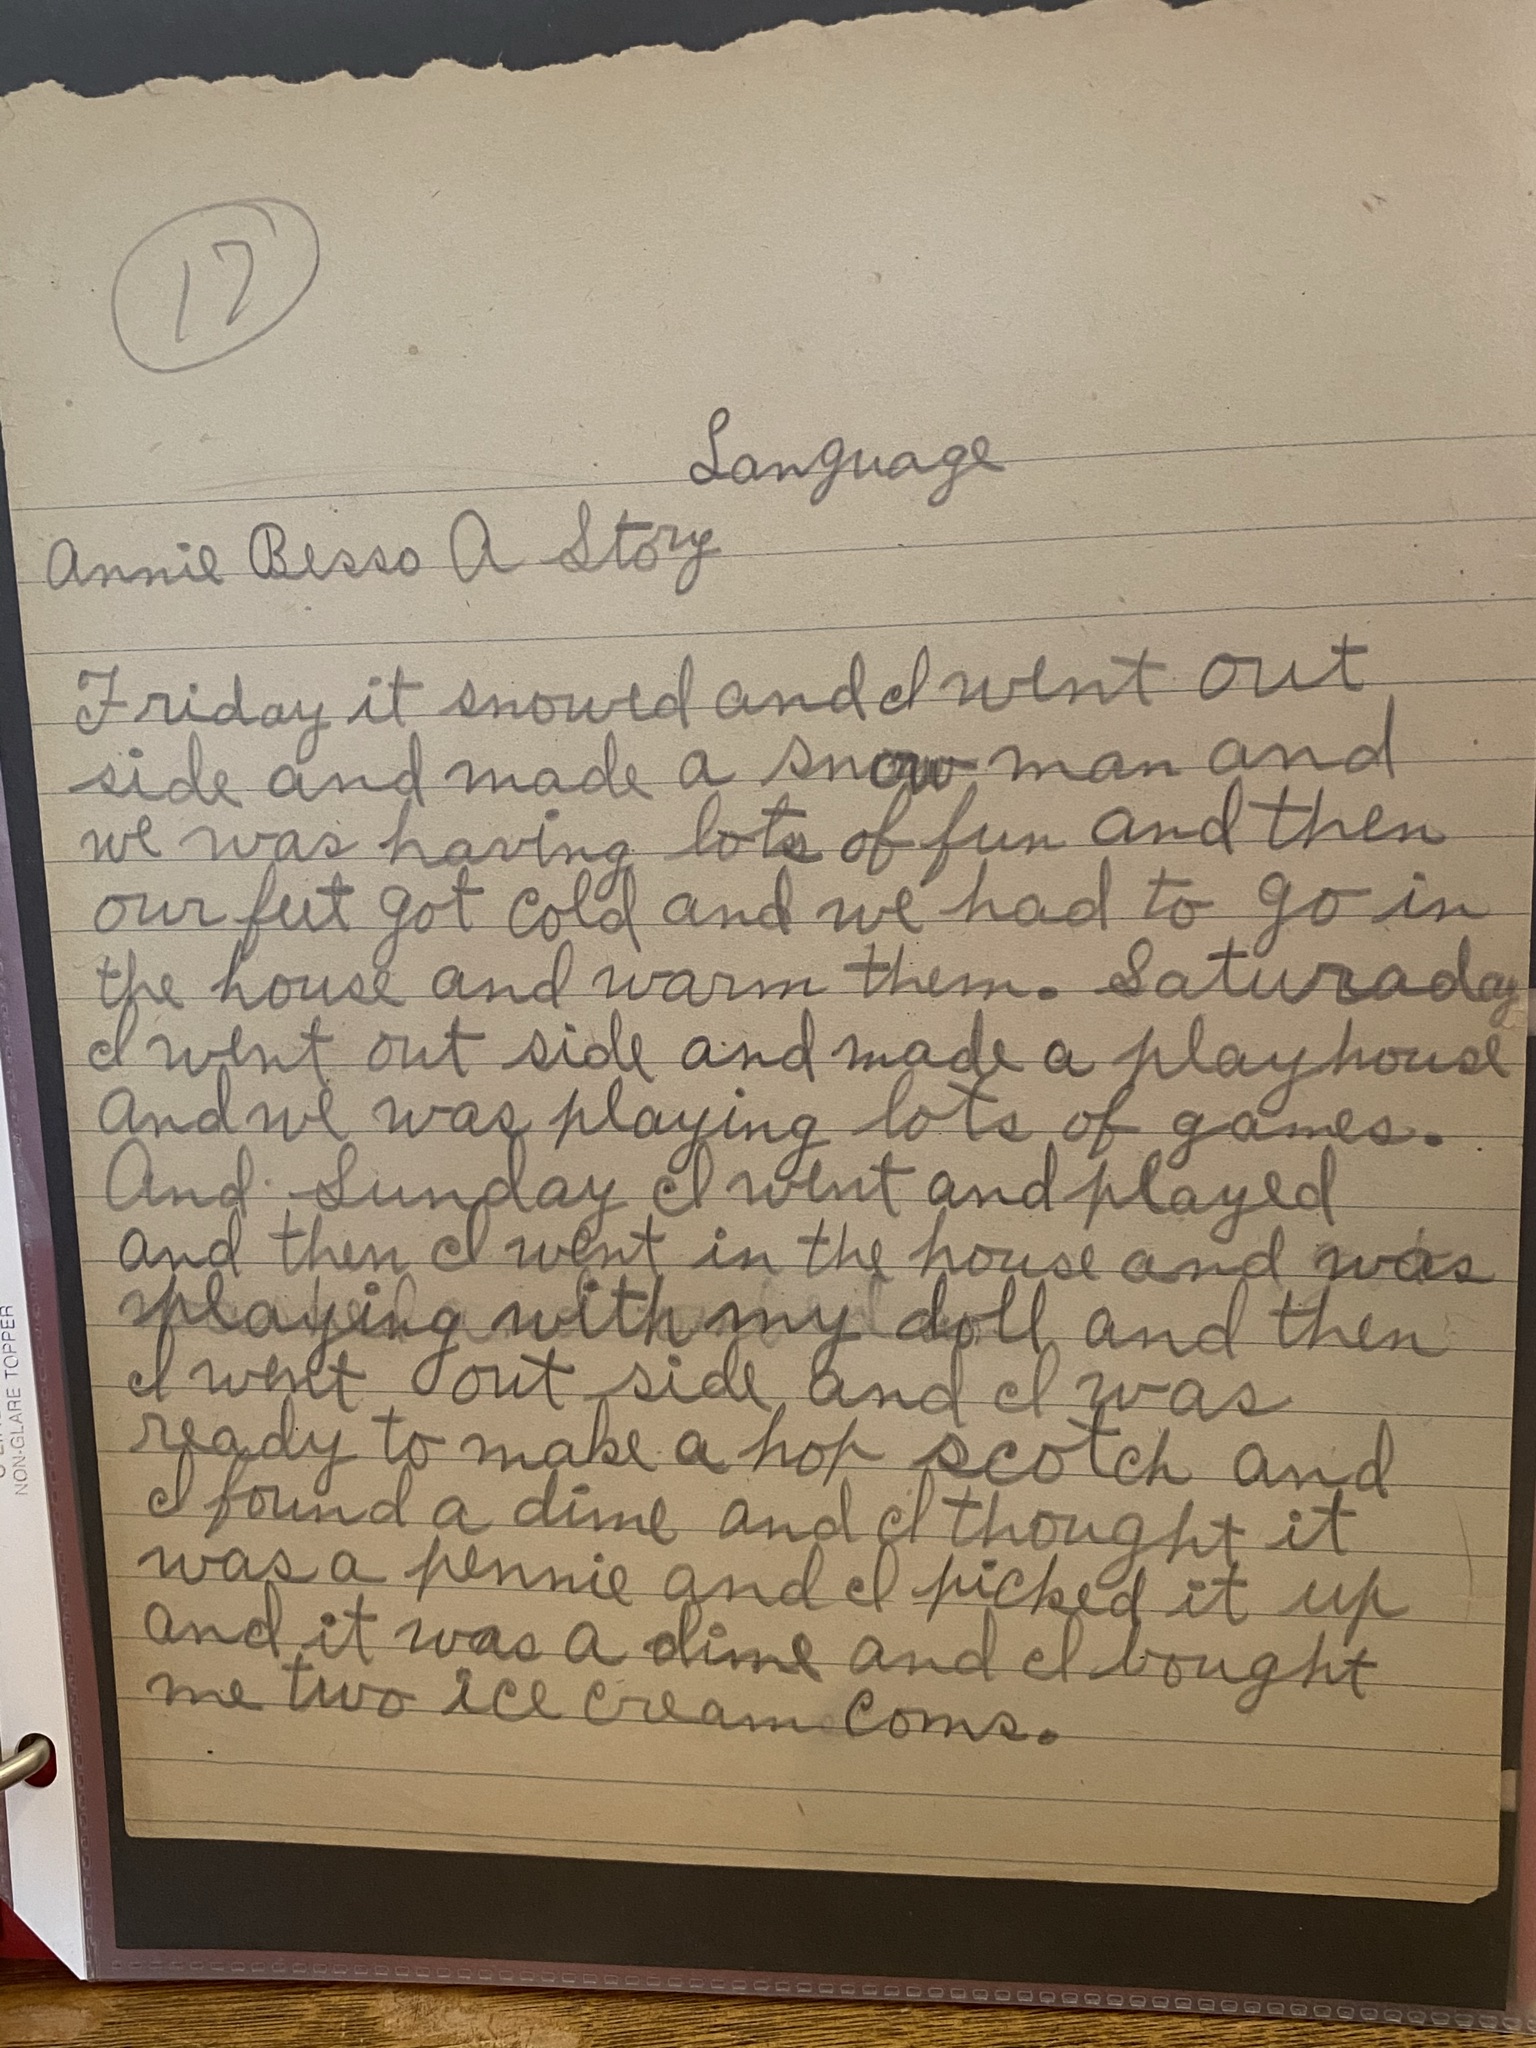 17
Language
Annie Besso A Story
Friday it snowed and I went out
side and made a snow man and
we was having lots of fun and then
our feet got cold and we had to go in
the house and warm them. Saturaday
I went out side and made a play house
and we was playing lots of games.
And Sunday I went and played
and then I went in the house and was
playing with my doll and then
I went out side and I was
ready to make a hop scotch and
I found a dime and I thought it
was a pennie and I picked it up
and it was a dime and I bought
me two ice cream coms.
NON-GLARE TOPPER